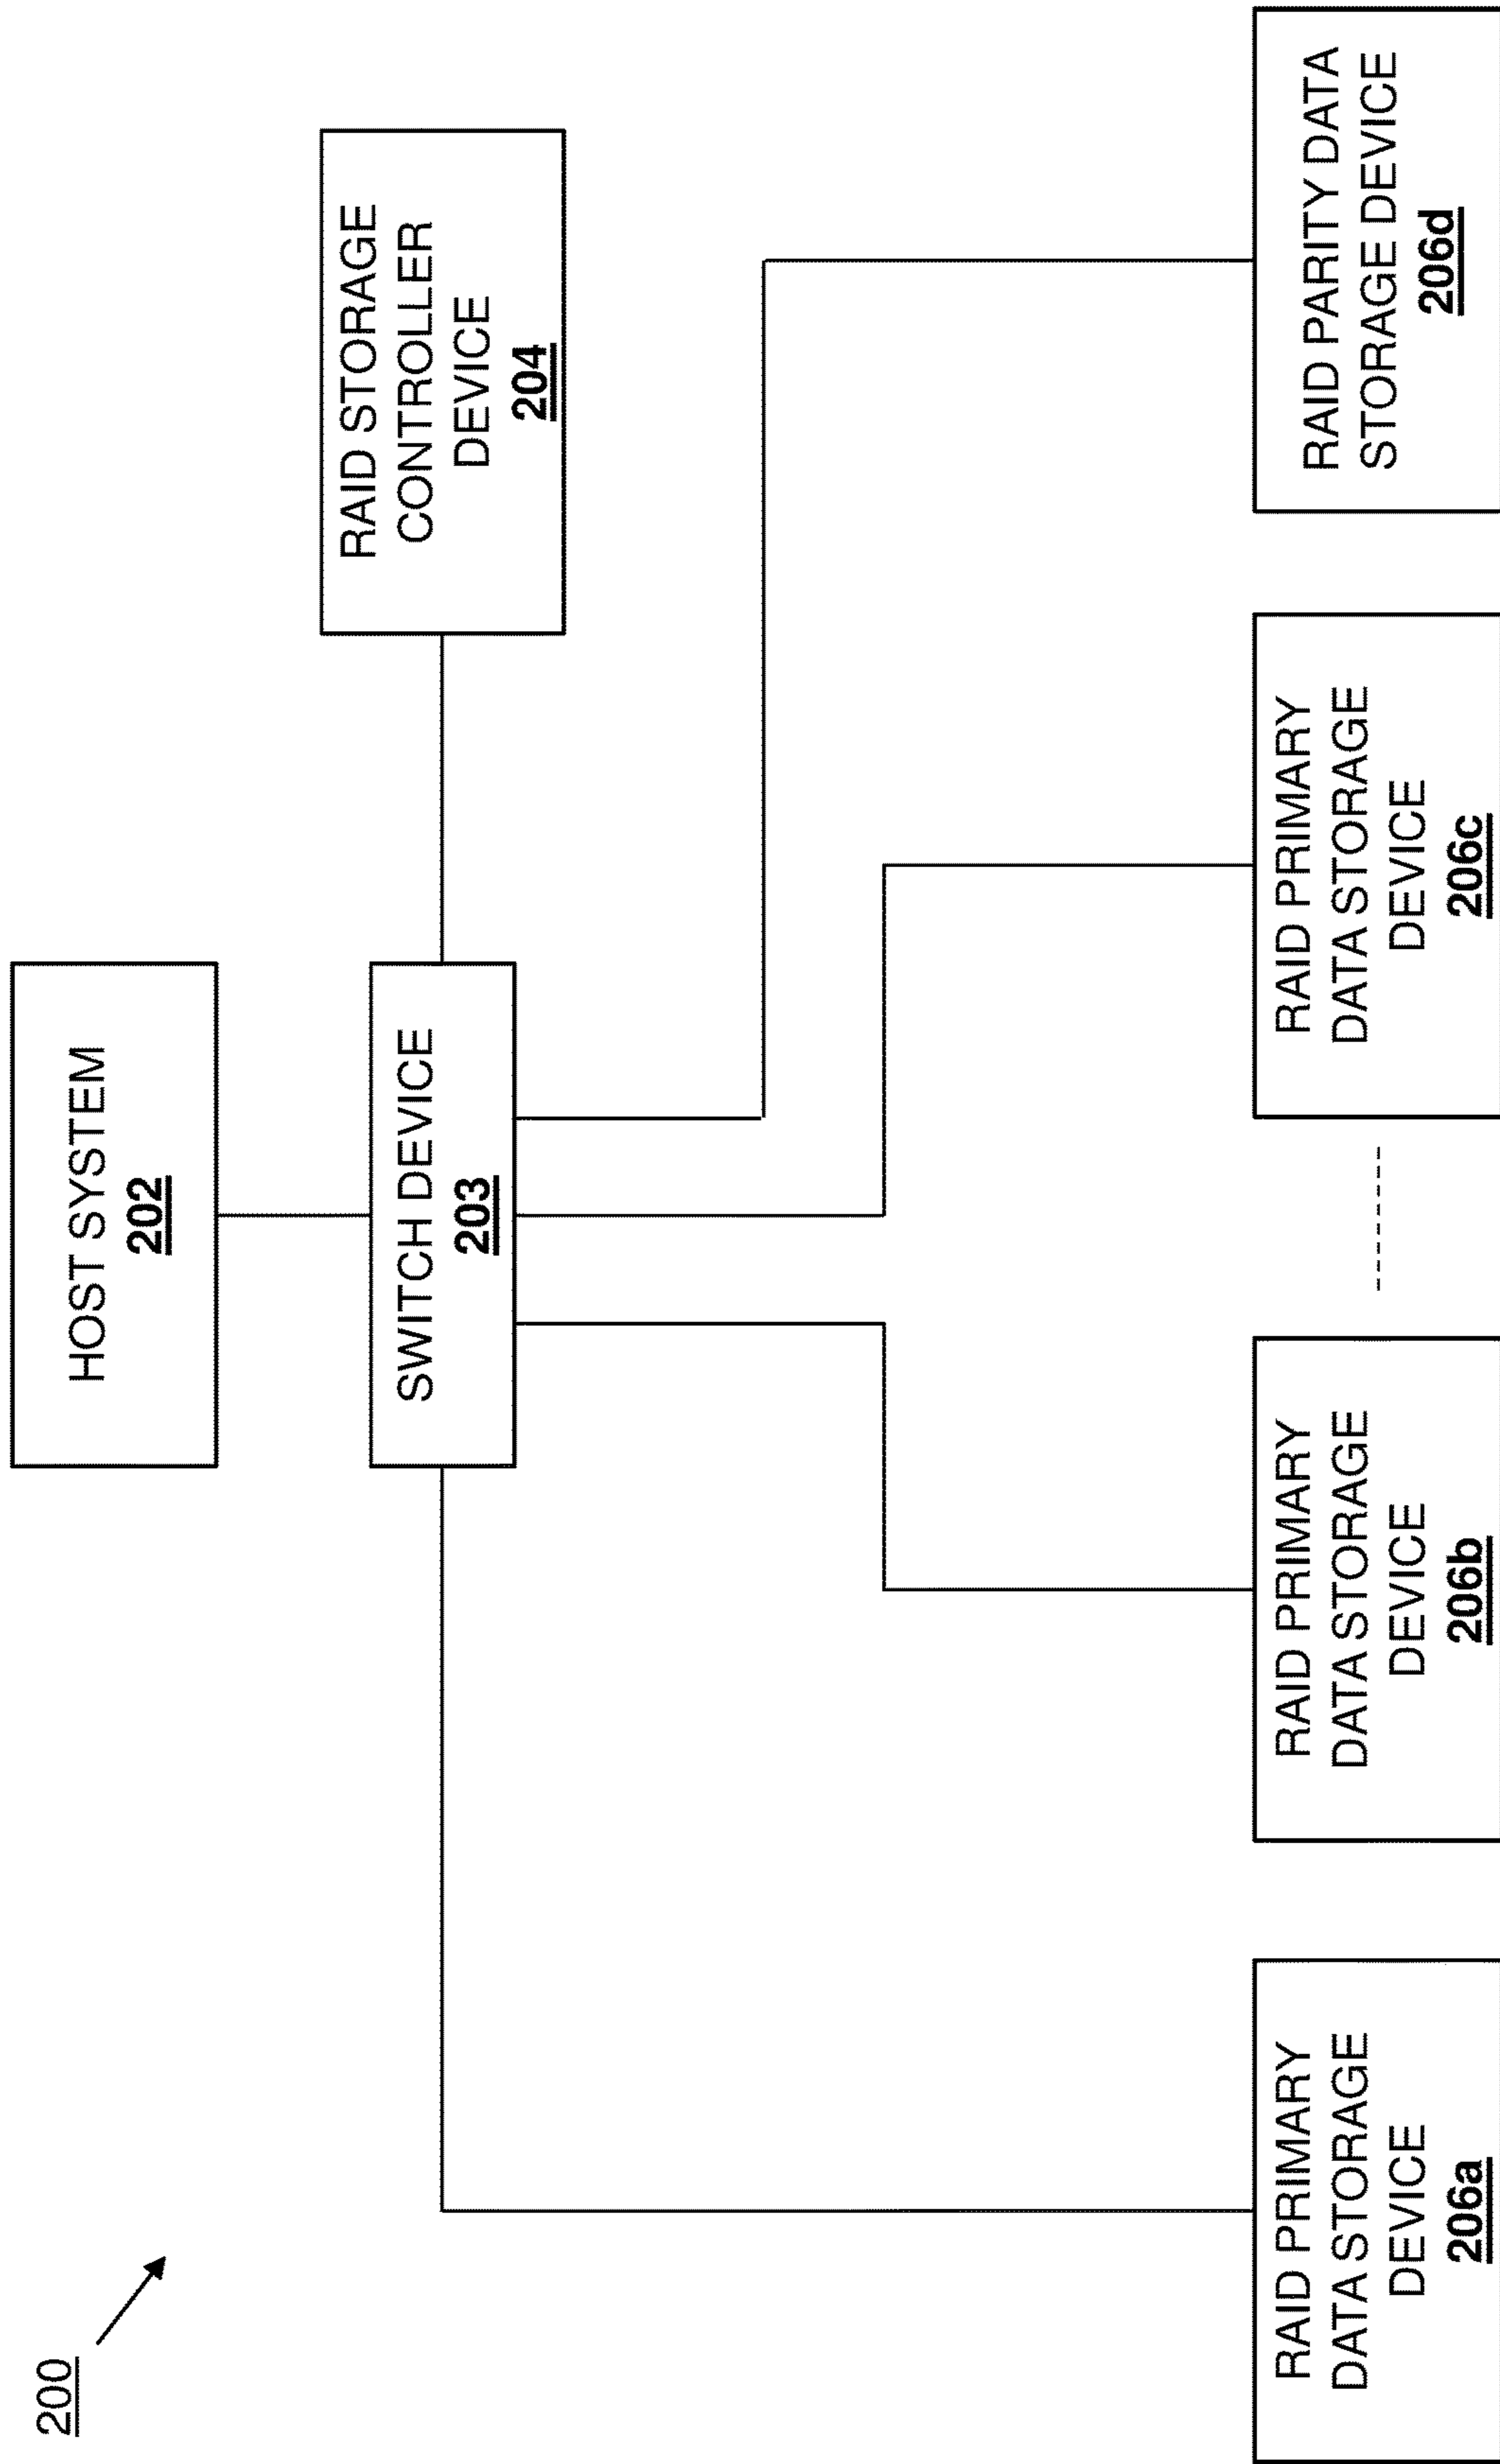 200
HOST SYSTEM
202
SWITCH DEVICE
203
RAID STORAGE
CONTROLLER
DEVICE
204
RAID PRIMARY
DATA STORAGE
DEVICE
206a
RAID PRIMARY
DATA STORAGE
DEVICE
206b
RAID PRIMARY
DATA STORAGE
DEVICE
206c
RAID PARITY DATA
STORAGE DEVICE
206d